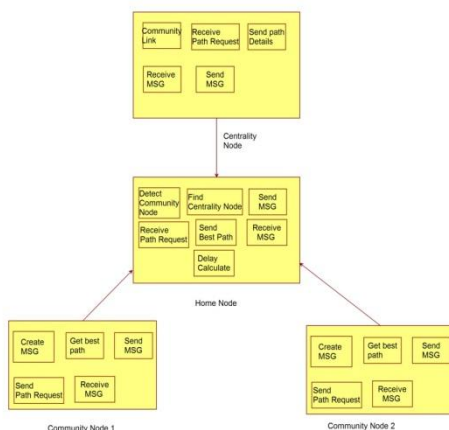 Community
Link
Receive
Path Request
Send path
Details
Receive
MSG
Send
MSG
Centrality
Node
Detect
Community
Node
Find
Centrality Node
Send
MSG
Receive
Path Request
Send
Best Path
Receive
MSG
Delay
Calculate
Home Node
Create
MSG
Get best
path
Send
MSG
Send
Path Request
Receive
MSG
Community Node 1
Create
MSG
Get best
path
Send
MSG
Send
Path Request
Receive
MSG
Community Node 2